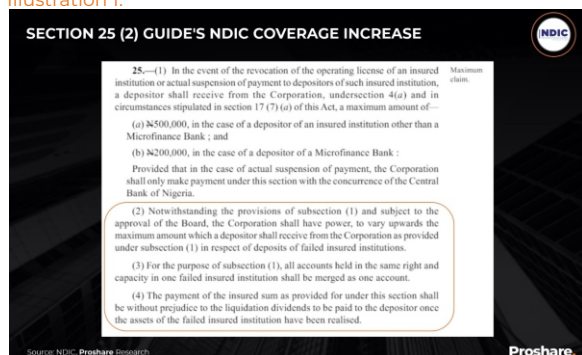 Illustration 1:
SECTION 25 (2) GUIDE'S NDIC COVERAGE INCREASE
NDIC
25.—(1) In the event of the revocation of the operating license of an insured
institution or actual suspension of payment to depositors of such insured institution,
a depositor shall receive from the Corporation, undersection 4(a) and in
circumstances stipulated in section 17 (7) (a) of this Act, a maximum amount of—
Maximum
claim.
(a) ₦500,000, in the case of a depositor of an insured institution other than a
Microfinance Bank ; and
(b) ₦200,000, in the case of a depositor of a Microfinance Bank :
Provided that in the case of actual suspension of payment, the Corporation
shall only make payment under this section with the concurrence of the Central
Bank of Nigeria.
(2) Notwithstanding the provisions of subsection (1) and subject to the
approval of the Board, the Corporation shall have power, to vary upwards the
maximum amount which a depositor shall receive from the Corporation as provided
under subsection (1) in respect of deposits of failed insured institutions.
(3) For the purpose of subsection (1), all accounts held in the same right and
capacity in one failed insured institution shall be merged as one account.
(4) The payment of the insured sum as provided for under this section shall
be without prejudice to the liquidation dividends to be paid to the depositor once
the assets of the failed insured institution have been realised.
Source: NDIC, Proshare Research
Proshare